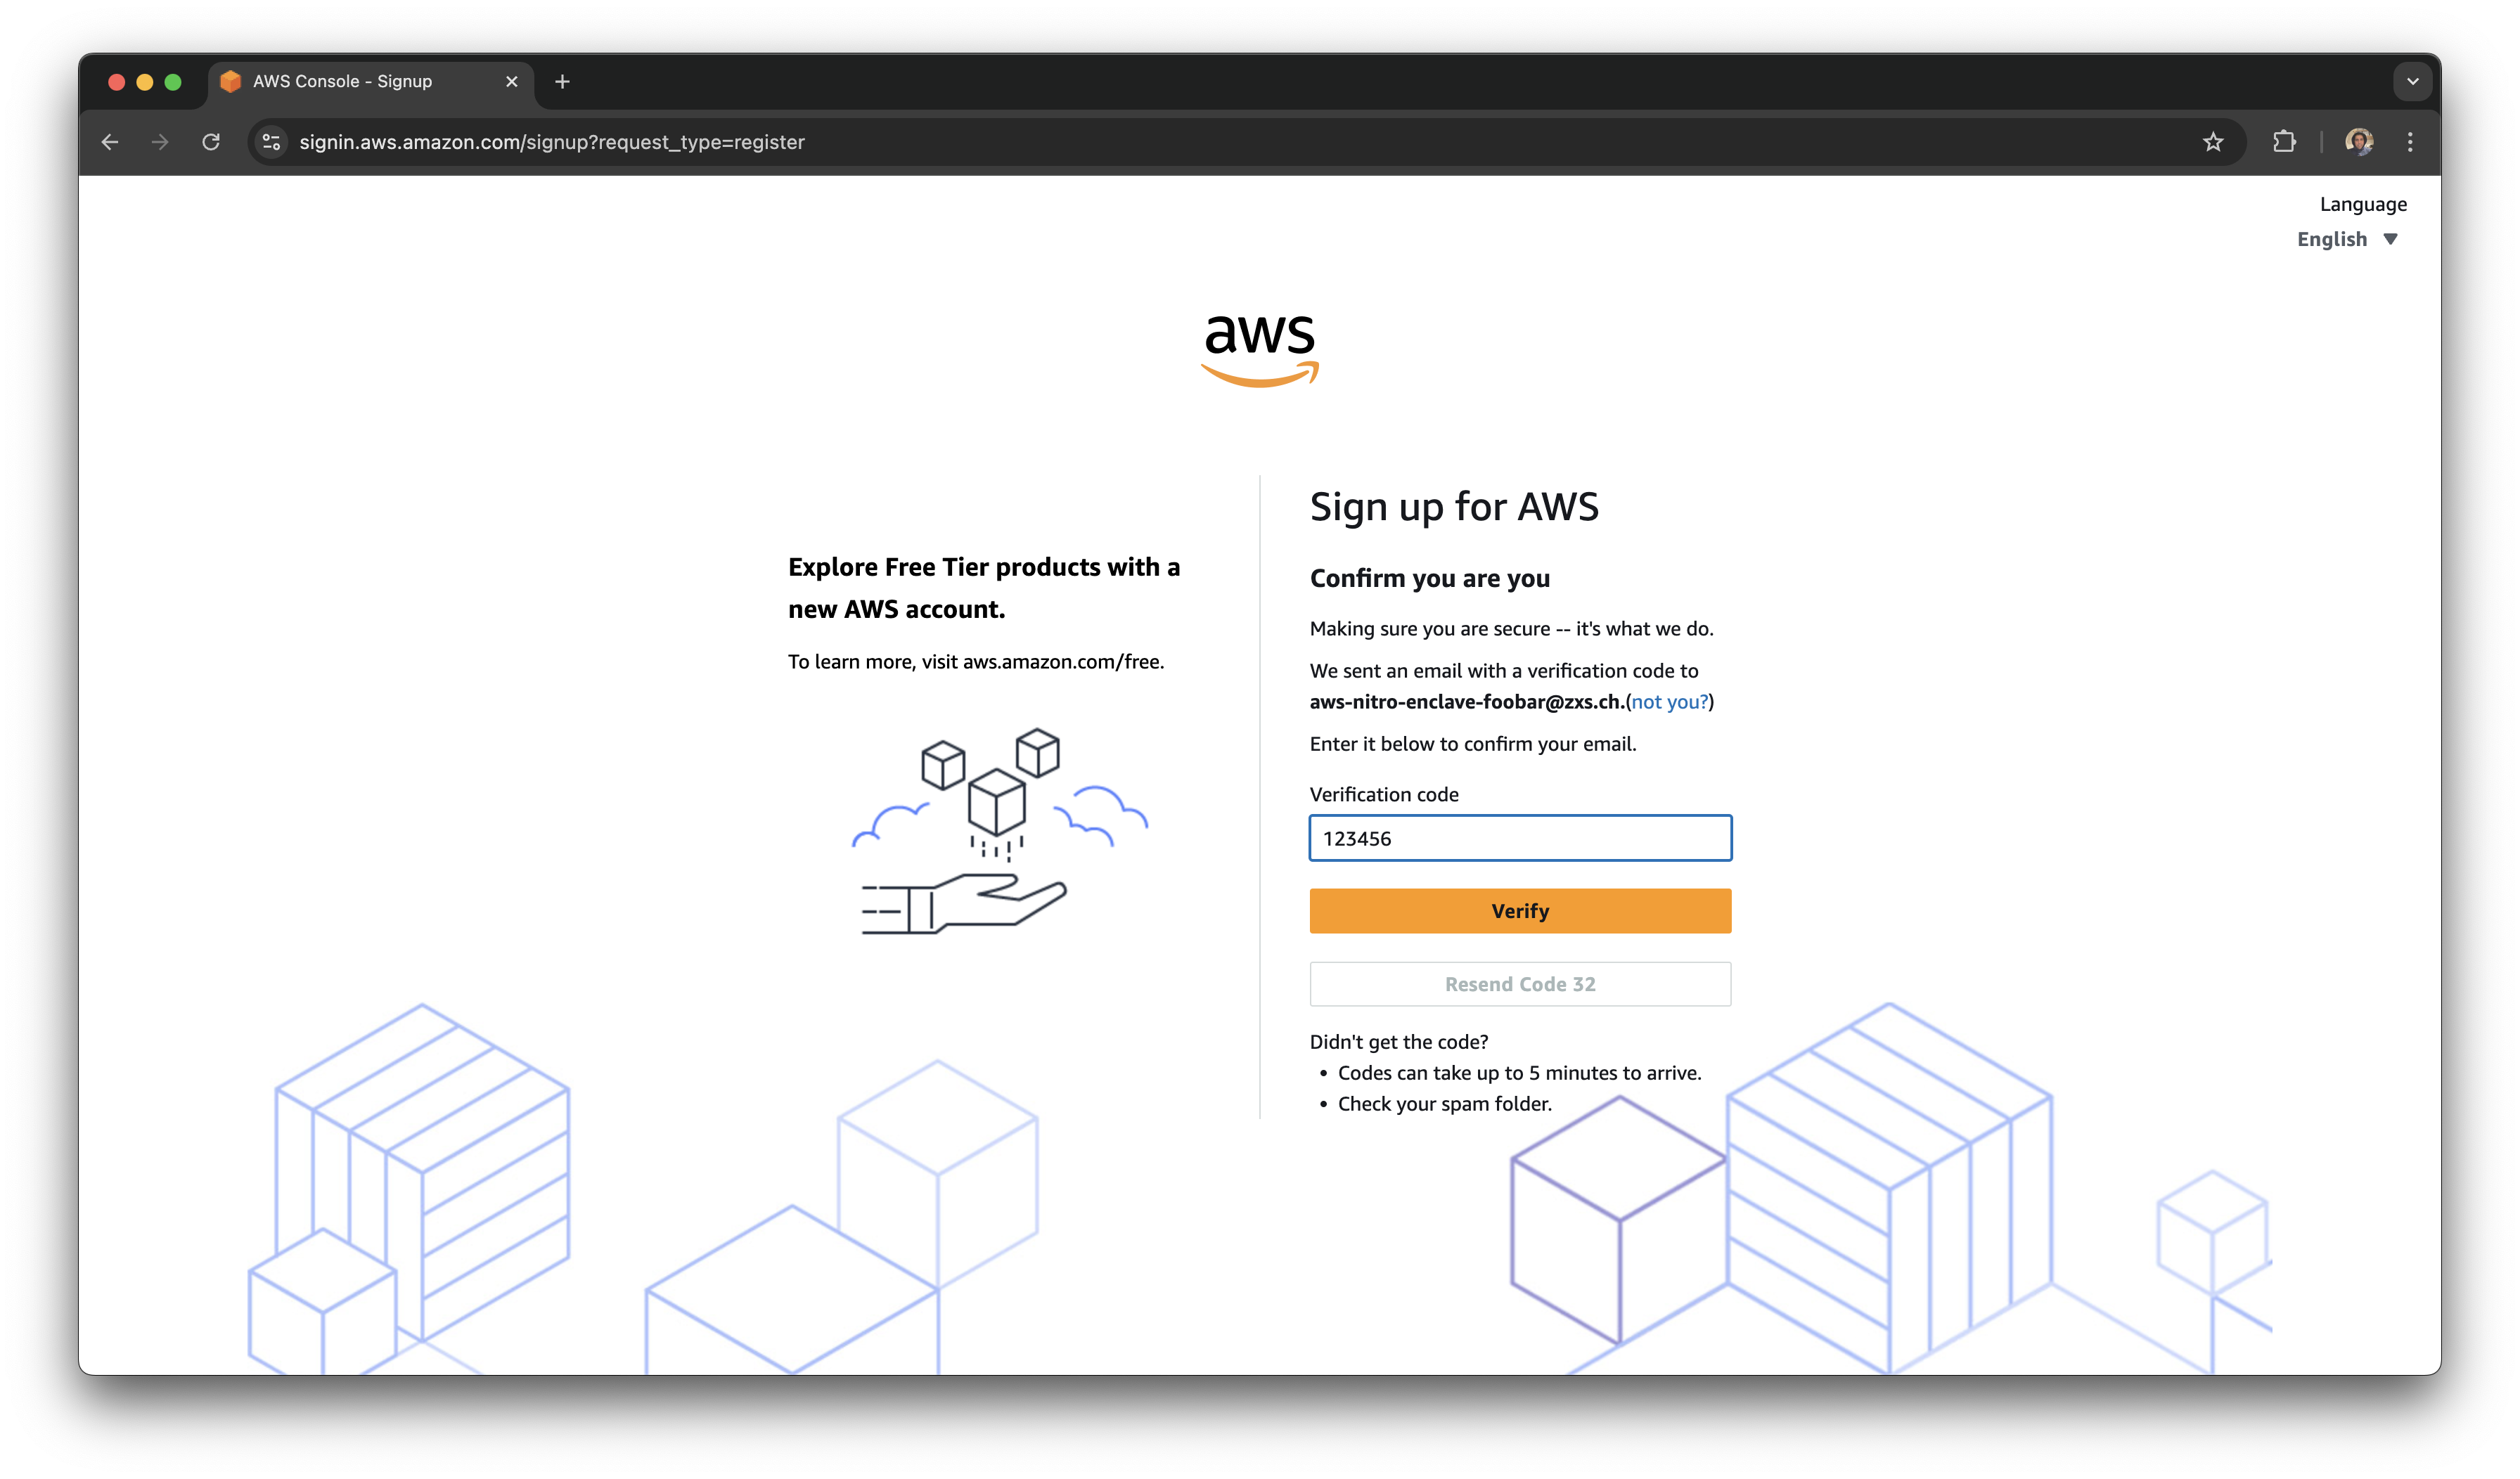 AWS Console - Signup
signin.aws.amazon.com/signup?request_type=register
Language
English
aws
Explore Free Tier products with a
new AWS account.
To learn more, visit aws.amazon.com/free.
Sign up for AWS
Confirm you are you
Making sure you are secure -- it's what we do.
We sent an email with a verification code to
aws-nitro-enclave-foobar@zxs.ch.(not you?)
Enter it below to confirm your email.
Verification code
123456
Verify
Resend Code 32
Didn't get the code?
• Codes can take up to 5 minutes to arrive.
• Check your spam folder.